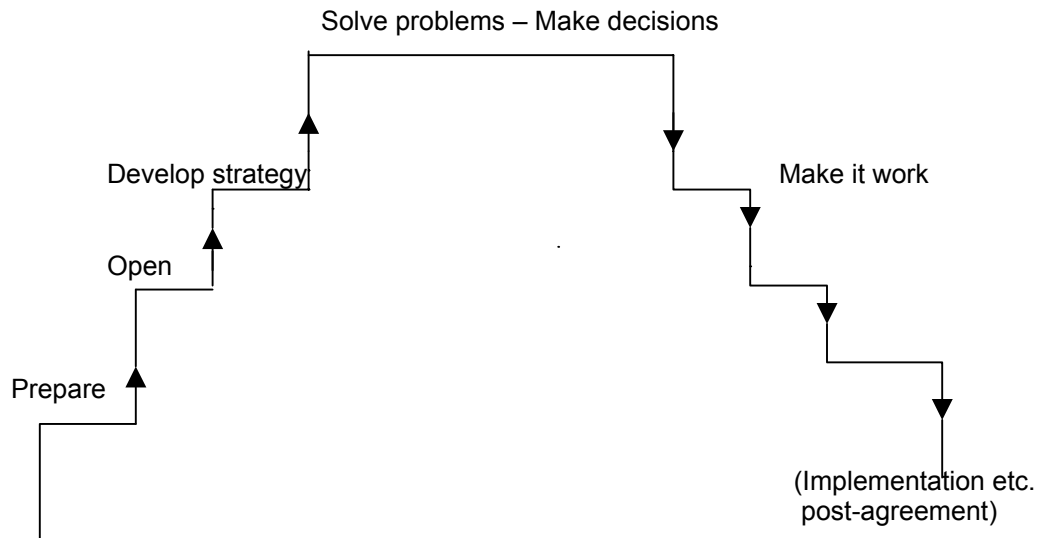 Solve problems – Make decisions
Develop strategy
Make it work
Open
Prepare
(Implementation etc.
post-agreement)